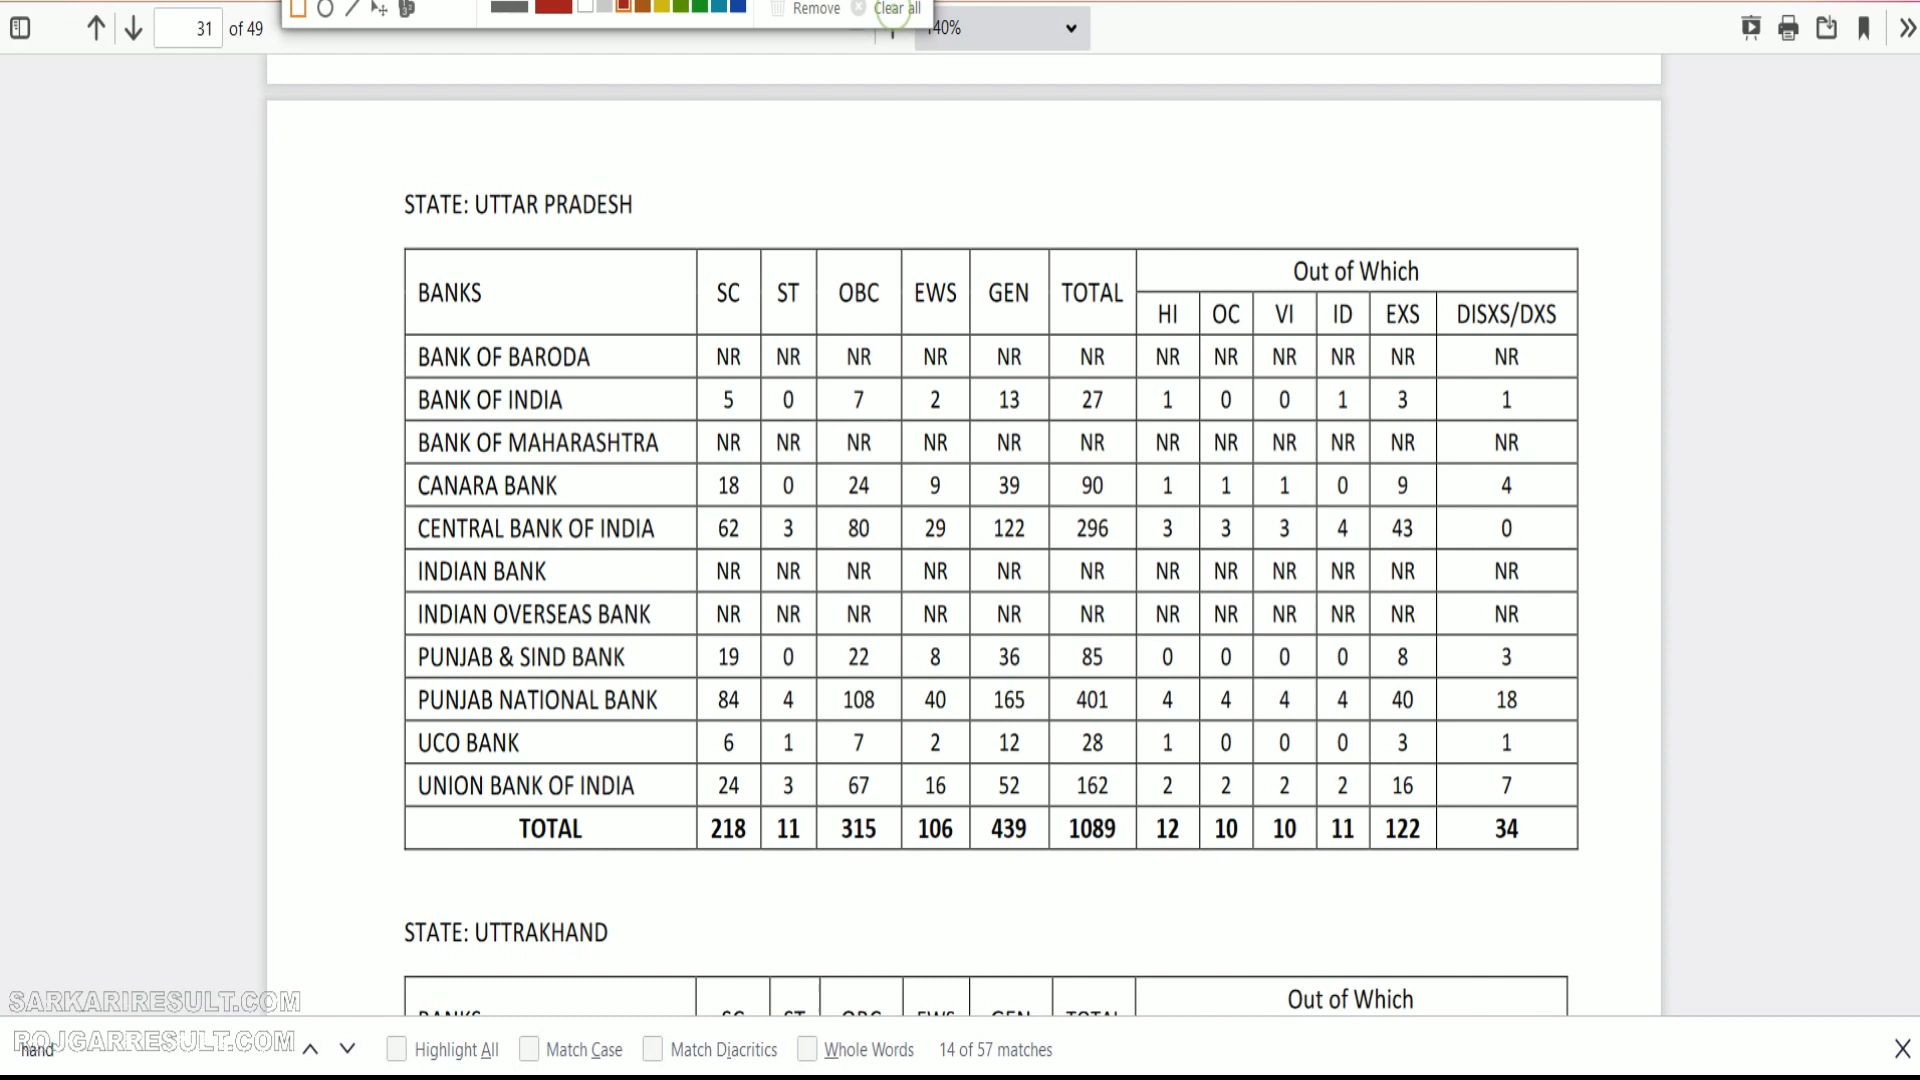 31 of 49
Remove
Clear all
140%
STATE: UTTAR PRADESH
BANKS SC ST OBC EWS GEN TOTAL Out of Which
HI OC VI ID EXS DISXS/DXS
BANK OF BARODA NR NR NR NR NR NR NR NR NR NR NR NR
BANK OF INDIA 5 0 7 2 13 27 1 0 0 1 3 1
BANK OF MAHARASHTRA NR NR NR NR NR NR NR NR NR NR NR NR
CANARA BANK 18 0 24 9 39 90 1 1 1 0 9 4
CENTRAL BANK OF INDIA 62 3 80 29 122 296 3 3 3 4 43 0
INDIAN BANK NR NR NR NR NR NR NR NR NR NR NR NR
INDIAN OVERSEAS BANK NR NR NR NR NR NR NR NR NR NR NR NR
PUNJAB & SIND BANK 19 0 22 8 36 85 0 0 0 0 8 3
PUNJAB NATIONAL BANK 84 4 108 40 165 401 4 4 4 4 40 18
UCO BANK 6 1 7 2 12 28 1 0 0 0 3 1
UNION BANK OF INDIA 24 3 67 16 52 162 2 2 2 2 16 7
TOTAL 218 11 315 106 439 1089 12 10 10 11 122 34
STATE: UTTRAKHAND
Out of Which
BANKS SC ST OBC EWS GEN TOTAL
SARKARIRESULT.COM
ROJGARRESULT.COM
hand
Highlight All Match Case Match Diacritics Whole Words 14 of 57 matches